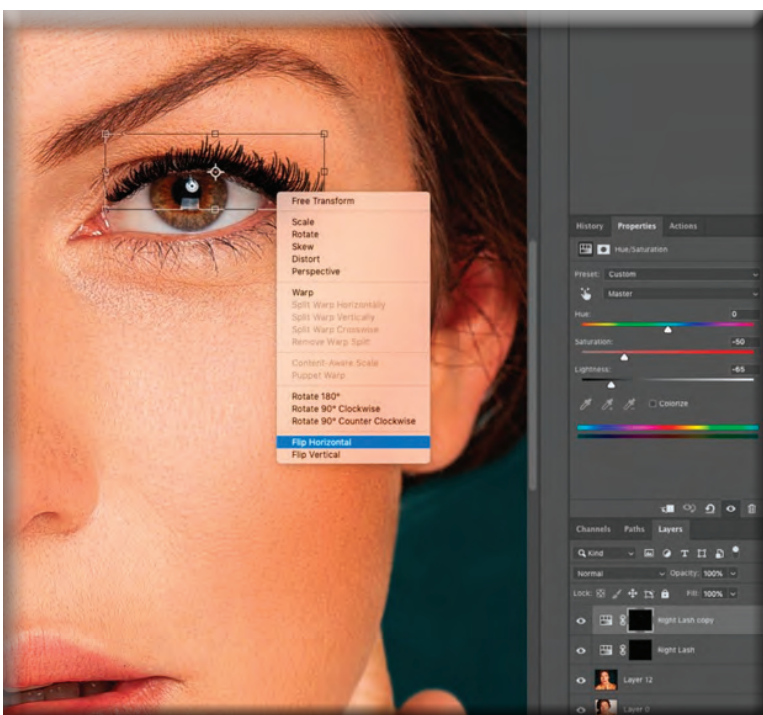 Free Transform
Scale
Rotate
Skew
Distort
Perspective
Warp
Split Warp Horizontally
Split Warp Vertically
Split Warp Crosswise
Remove Warp Split
Content-Aware Scale
Puppet Warp
Rotate 180°
Rotate 90° Clockwise
Rotate 90° Counter Clockwise
Flip Horizontal
Flip Vertical
History Properties Actions
Hue/Saturation
Preset: Custom
Master
Hue: 0
Saturation: -50
Lightness: -65
Colorize
Channels Paths Layers
Kind
Normal Opacity: 100%
Lock: Fill: 100%
Right Lash copy
Right Lash
Layer 12
Layer 0